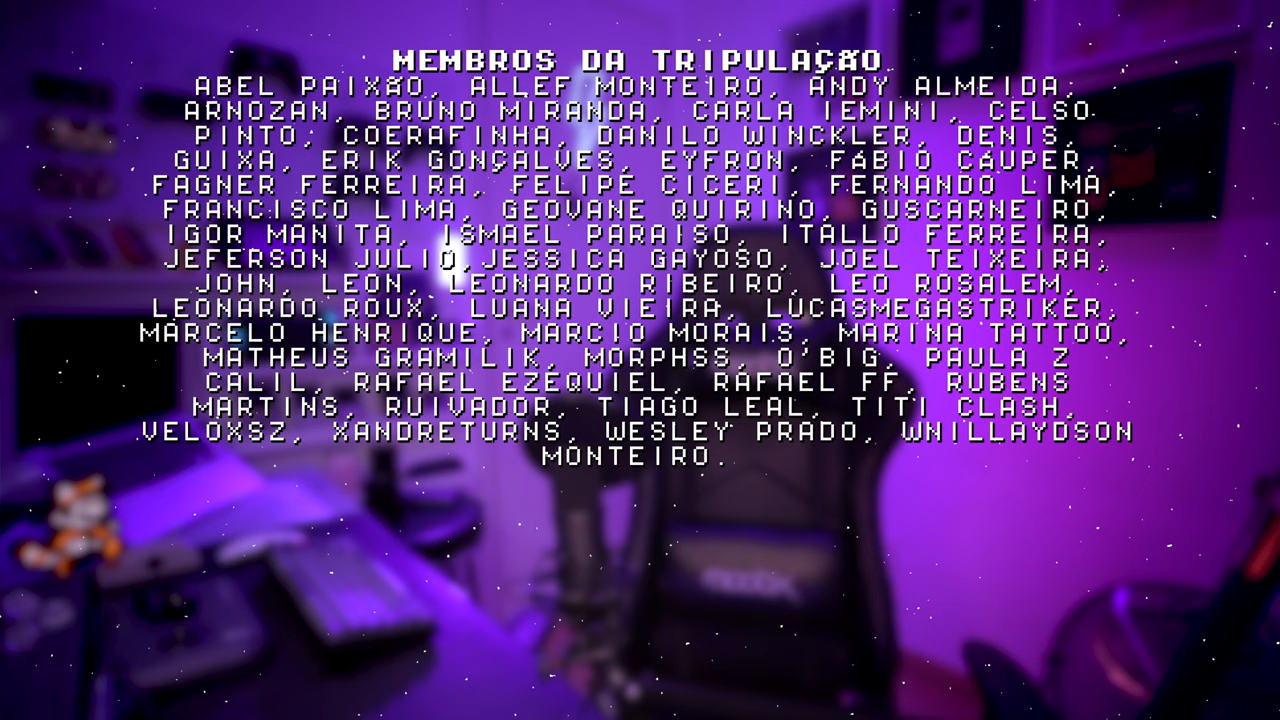 MEMBROS DA TRIPULAÇÃO
ABEL PAIXÃO, ALLEF MONTEIRO, ANDY ALMEIDA,
ARNOZAN, BRUNO MIRANDA, CARLA IEMINI, CELSO
PINTO, COERAFINHA, DANILO WINCKLER, DENIS,
GUIXA, ERIK GONÇALVES, EYFRON, FÁBIO CAUPER,
FAGNER FERREIRA, FELIPE CICERI, FERNANDO LIMA,
FRANCISCO LIMA, GEOVANE QUIRINO, GUSCARNEIRO,
IGOR MANITA, ISMAEL PARAISO, ITALLO FERREIRA,
JEFERSON JULIO,JESSICA GAYOSO, JOEL TEIXEIRA,
JOHN, LEON, LEONARDO RIBEIRO, LEO ROSALEM,
LEONARDO ROUX, LUANA VIEIRA, LUCASMEGASTRIKER,
MARCELO HENRIQUE, MARCIO MORAIS, MARINA TATTOO,
MATHEUS GRAMILIK, MORPHSS, O'BIG, PAULA Z
CALIL, RAFAEL EZEQUIEL, RAFAEL FF, RUBENS
MARTINS, RUIVADOR, TIAGO LEAL, TITI CLASH,
VELOXSZ, XANDRETURNS, WESLEY PRADO, WNILLAYDSON
MONTEIRO.